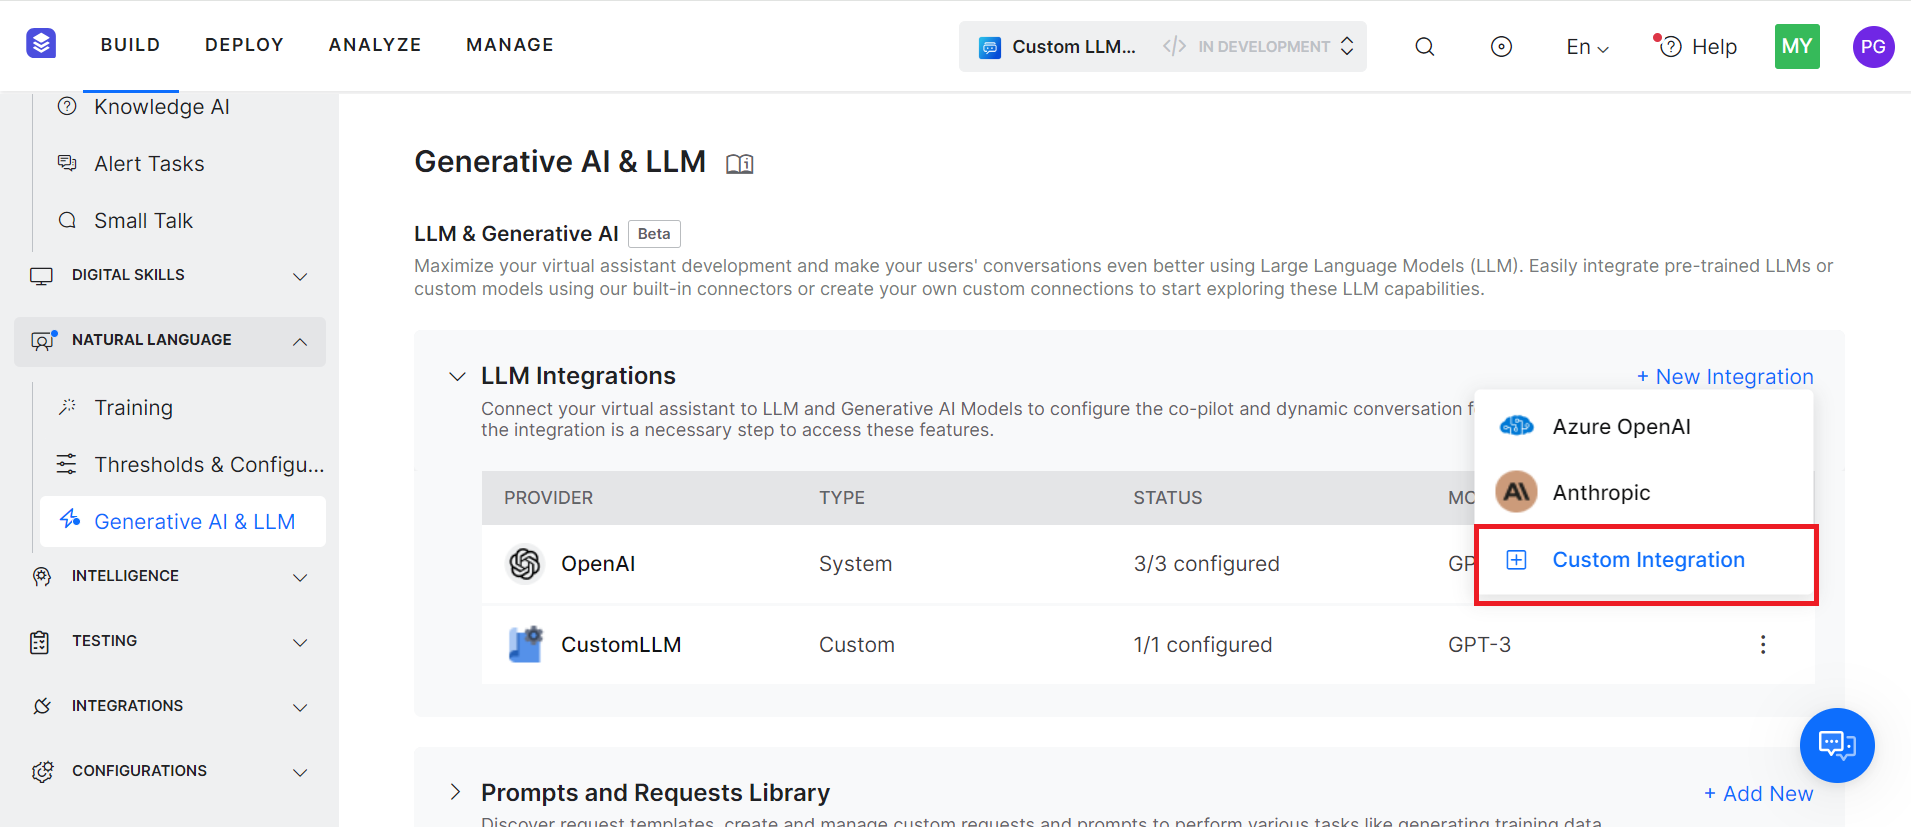 BUILD
DEPLOY
ANALYZE
MANAGE
Custom LLM...
IN DEVELOPMENT
En
Help
MY
PG
Knowledge AI
Alert Tasks
Small Talk
DIGITAL SKILLS
NATURAL LANGUAGE
Training
Thresholds & Configu...
Generative AI & LLM
INTELLIGENCE
TESTING
INTEGRATIONS
CONFIGURATIONS
Generative AI & LLM
LLM & Generative AI Beta
Maximize your virtual assistant development and make your users' conversations even better using Large Language Models (LLM). Easily integrate pre-trained LLMs or
custom models using our built-in connectors or create your own custom connections to start exploring these LLM capabilities.
LLM Integrations
+ New Integration
Connect your virtual assistant to LLM and Generative AI Models to configure the co-pilot and dynamic conversation
the integration is a necessary step to access these features.
Azure OpenAI
Anthropic
Custom Integration
PROVIDER TYPE STATUS
OpenAI System 3/3 configured
CustomLLM Custom 1/1 configured GPT-3
Prompts and Requests Library
+ Add New
Discover request templates, create and manage custom requests and prompts to perform various tasks like generating training data,